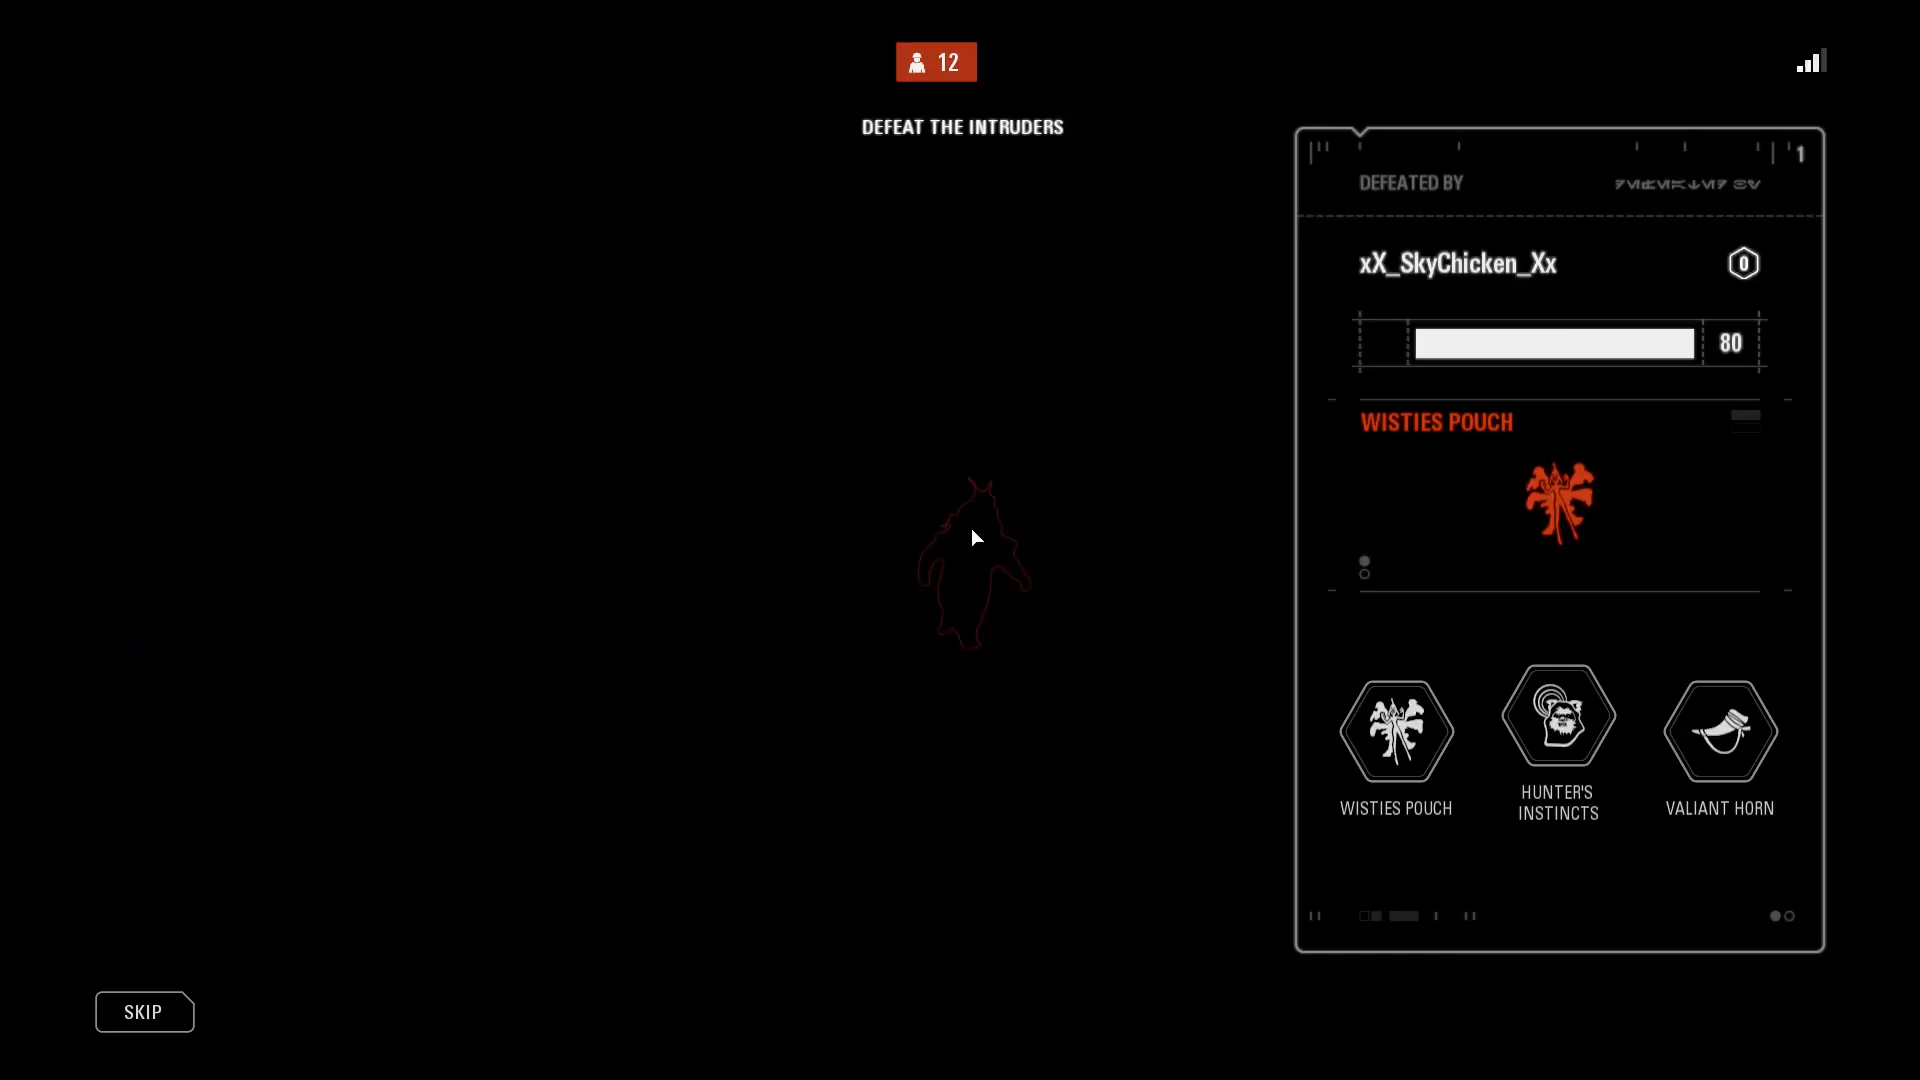 12
DEFEAT THE INTRUDERS
1
DEFEATED BY
xX_SkyChicken_Xx
0
80
WISTIES POUCH
WISTIES POUCH
HUNTER'S
INSTINCTS
VALIANT HORN
SKIP